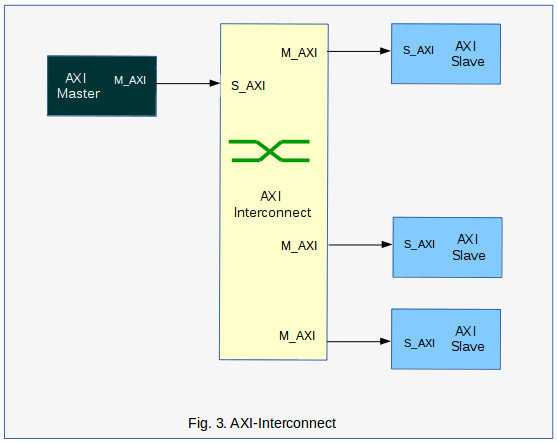 AXI
Master
M_AXI
S_AXI
AXI
Interconnect
M_AXI
M_AXI
M_AXI
S_AXI
AXI
Slave
S_AXI
AXI
Slave
S_AXI
AXI
Slave
Fig. 3. AXI-Interconnect